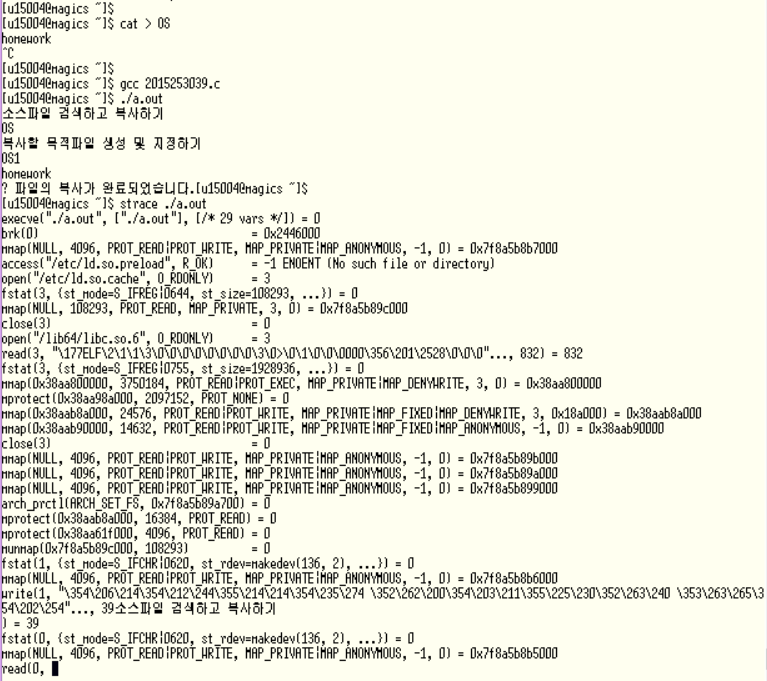 [u15004@magics ~]$
[u15004@magics ~]$ cat > OS
homework
^C
[u15004@magics ~]$
[u15004@magics ~]$ gcc 2015253039.c
[u15004@magics ~]$ ./a.out
소스파일 검색하고 복사하기
OS
복사할 목적파일 생성 및 지정하기
OS1
homework
? 파일의 복사가 완료되었습니다.[u15004@magics ~]$
[u15004@magics ~]$ strace ./a.out
execve("./a.out", ["./a.out"], [/* 29 vars */]) = 0
brk(0) = 0x2446000
mmap(NULL, 4096, PROT_READ|PROT_WRITE, MAP_PRIVATE|MAP_ANONYMOUS, -1, 0) = 0x7f8a5b8b7000
access("/etc/ld.so.preload", R_OK) = -1 ENOENT (No such file or directory)
open("/etc/ld.so.cache", O_RDONLY) = 3
fstat(3, {st_mode=S_IFREG|0644, st_size=108293, ...}) = 0
mmap(NULL, 108293, PROT_READ, MAP_PRIVATE, 3, 0) = 0x7f8a5b89c000
close(3) = 0
open("/lib64/libc.so.6", O_RDONLY) = 3
read(3, "\177ELF\2\1\1\3\0\0\0\0\0\0\0\0\3\0>\0\1\0\0\0000\356\201\2528\0\0\0"..., 832) = 832
fstat(3, {st_mode=S_IFREG|0755, st_size=1928936, ...}) = 0
mmap(0x38aa800000, 3750184, PROT_READ|PROT_EXEC, MAP_PRIVATE|MAP_DENYWRITE, 3, 0) = 0x38aa800000
mprotect(0x38aa98a000, 2097152, PROT_NONE) = 0
mmap(0x38aab8a000, 24576, PROT_READ|PROT_WRITE, MAP_PRIVATE|MAP_FIXED|MAP_DENYWRITE, 3, 0x18a000) = 0x38aab8a000
mmap(0x38aab90000, 14632, PROT_READ|PROT_WRITE, MAP_PRIVATE|MAP_FIXED|MAP_ANONYMOUS, -1, 0) = 0x38aab90000
close(3) = 0
mmap(NULL, 4096, PROT_READ|PROT_WRITE, MAP_PRIVATE|MAP_ANONYMOUS, -1, 0) = 0x7f8a5b89b000
mmap(NULL, 4096, PROT_READ|PROT_WRITE, MAP_PRIVATE|MAP_ANONYMOUS, -1, 0) = 0x7f8a5b89a000
mmap(NULL, 4096, PROT_READ|PROT_WRITE, MAP_PRIVATE|MAP_ANONYMOUS, -1, 0) = 0x7f8a5b899000
arch_prctl(ARCH_SET_FS, 0x7f8a5b89a700) = 0
mprotect(0x38aab8a000, 16384, PROT_READ) = 0
mprotect(0x38aa61f000, 4096, PROT_READ) = 0
munmap(0x7f8a5b89c000, 108293) = 0
fstat(1, {st_mode=S_IFCHR|0620, st_rdev=makedev(136, 2), ...}) = 0
mmap(NULL, 4096, PROT_READ|PROT_WRITE, MAP_PRIVATE|MAP_ANONYMOUS, -1, 0) = 0x7f8a5b8b6000
write(1, "\354\206\214\354\212\244\355\214\214\354\235\274 \352\262\200\354\203\211\355\225\230\352\263\240 \353\263\265\3
54\202\254"..., 39소스파일 검색하고 복사하기
) = 39
fstat(0, {st_mode=S_IFCHR|0620, st_rdev=makedev(136, 2), ...}) = 0
mmap(NULL, 4096, PROT_READ|PROT_WRITE, MAP_PRIVATE|MAP_ANONYMOUS, -1, 0) = 0x7f8a5b8b5000
read(0,